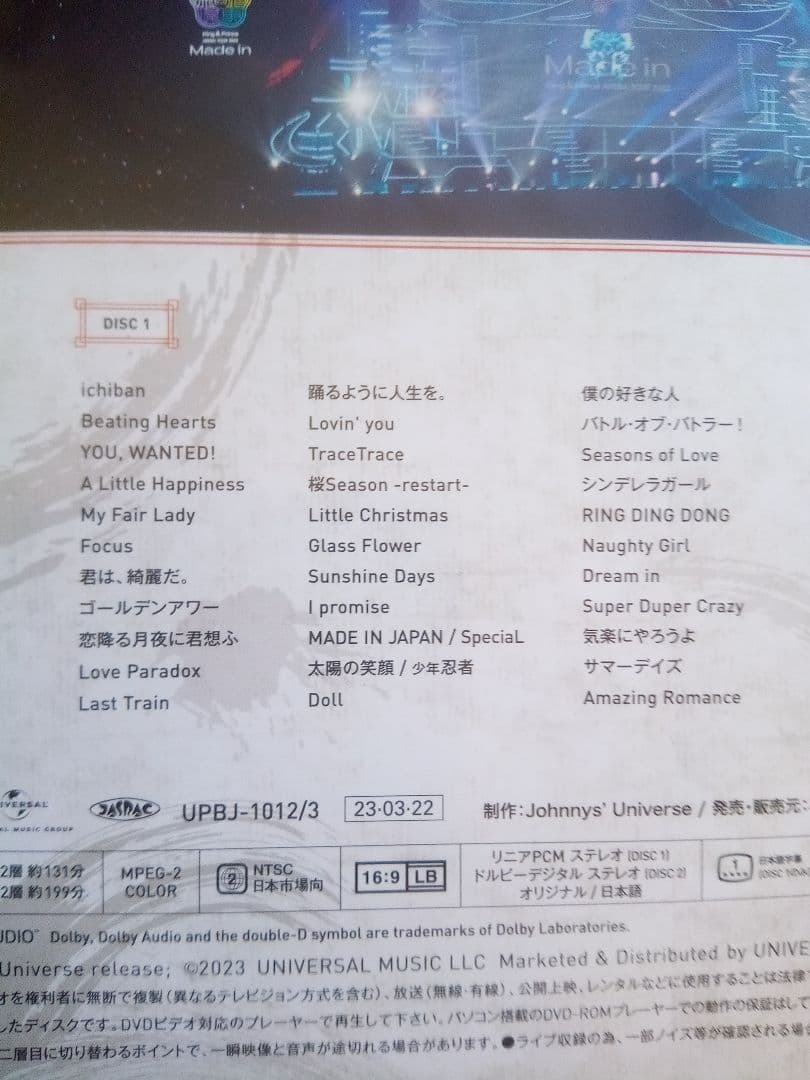 King & Prince
Made in
Made in
DISC 1
ichiban
Beating Hearts
YOU, WANTED!
A Little Happiness
My Fair Lady
Focus
君は、綺麗だ。
ゴールデンアワー
恋降る月夜に君想ふ
Love Paradox
Last Train
踊るように人生を。
Lovin' you
TraceTrace
桜Season -restart-
Little Christmas
Glass Flower
Sunshine Days
I promise
MADE IN JAPAN / SpeciaL
太陽の笑顔 / 少年忍者
Doll
僕の好きな人
バトル・オブ・バトラー!
Seasons of Love
シンデレラガール
RING DING DONG
Naughty Girl
Dream in
Super Duper Crazy
気楽にやろうよ
サマーデイズ
Amazing Romance
IVERSAL
AL MUSIC GROUP
JASRAC
UPBJ-1012/3
23・03・22
制作:Johnnys' Universe / 発売・販売元:
2層 約131分
2層 約199分
MPEG-2
COLOR
2
NTSC
日本市場向
16:9 LB
リニアPCM ステレオ (DISC 1)
ドルビーデジタル ステレオ (DISC 2)
オリジナル / 日本語
1
日本語字幕
UDIO™ Dolby, Dolby Audio and the double-D symbol are trademarks of Dolby Laboratories.
Universe release; ©2023 UNIVERSAL MUSIC LLC Marketed & Distributed by UNIVE
オを権利者に無断で複製(異なるテレビジョン方式を含む)、放送(無線・有線)、公開上映、レンタルなどに使用することは法律
したディスクです。DVDビデオ対応のプレーヤーで再生して下さい。パソコン搭載のDVD-ROMプレーヤーでの動作の保証はして
二層目に切り替わるポイントで、一瞬映像と音声が途切れる場合があります。●ライブ収録の為、一部ノイズ等が確認される場合